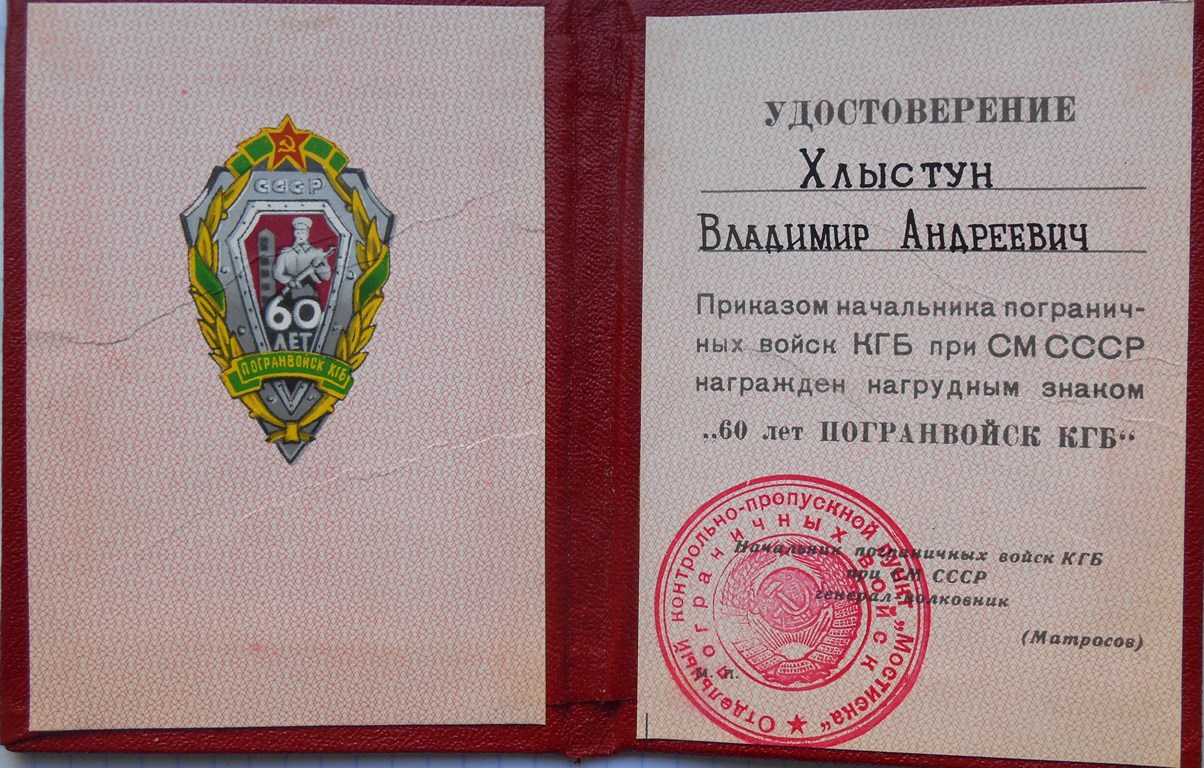 СССР
60
ЛЕТ
ПОГРАНВОЙСК КГБ
УДОСТОВЕРЕНИЕ
Хлыстун
Владимир Андреевич
Приказом начальника погранич-
ных войск КГБ при СМ СССР
награжден нагрудным знаком
„60 лет ПОГРАНВОЙСК КГБ“
Отдельный контрольно-пропускной пункт „Мостиска“
пограничных войск
Начальник пограничных войск КГБ
при СМ СССР
генерал-полковник
(Матросов)
М. П.